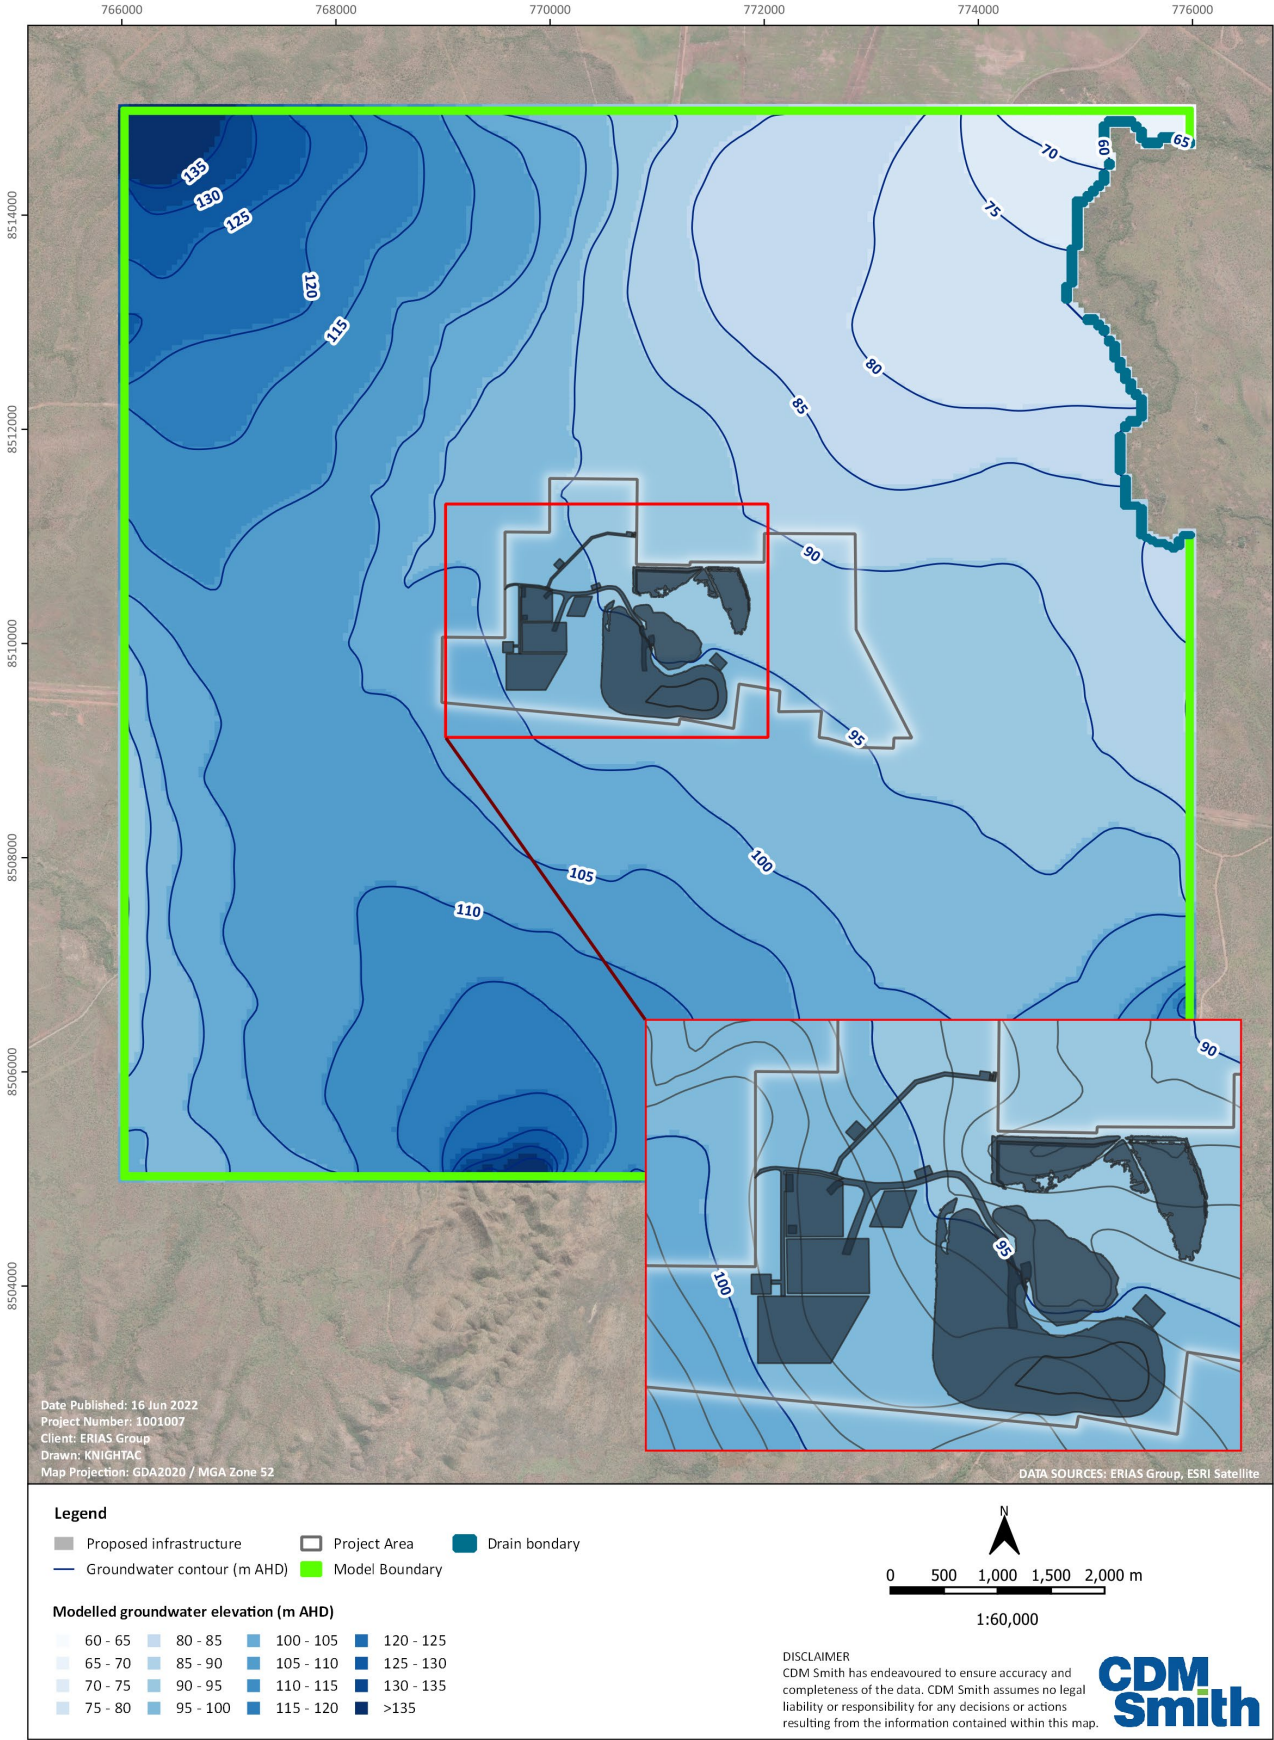 766000 768000 770000 772000 774000 776000
8514000
8512000
8510000
8508000
8506000
8504000
135
130
125
120
115
70
60
65
75
80
85
90
95
100
105
110
90
95
100
Date Published: 16 Jun 2022
Project Number: 1001007
Client: ERIAS Group
Drawn: KNIGHTAC
Map Projection: GDA2020 / MGA Zone 52
DATA SOURCES: ERIAS Group, ESRI Satellite
Legend
Proposed infrastructure Project Area Drain bondary
Groundwater contour (m AHD) Model Boundary
Modelled groundwater elevation (m AHD)
60 - 65 80 - 85 100 - 105 120 - 125
65 - 70 85 - 90 105 - 110 125 - 130
70 - 75 90 - 95 110 - 115 130 - 135
75 - 80 95 - 100 115 - 120 >135
N
0 500 1,000 1,500 2,000 m
1:60,000
DISCLAIMER
CDM Smith has endeavoured to ensure accuracy and
completeness of the data. CDM Smith assumes no legal
liability or responsibility for any decisions or actions
resulting from the information contained within this map.
CDM
Smith